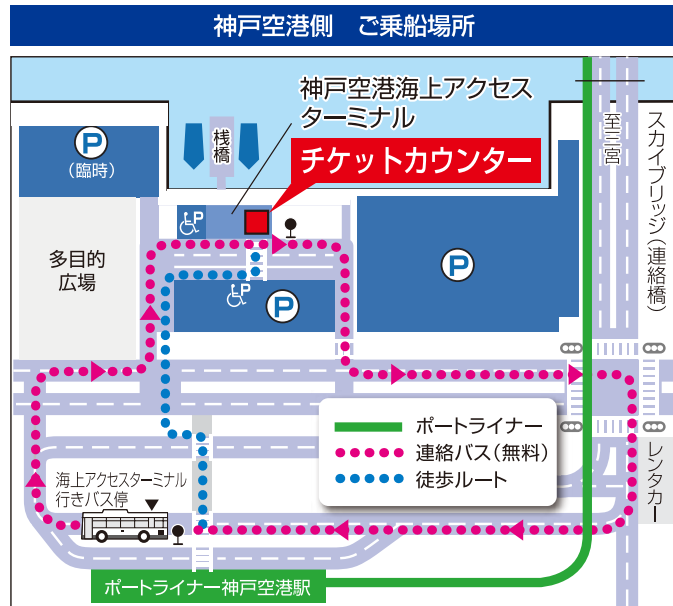 神戸空港側　ご乗船場所
神戸空港海上アクセス
ターミナル
桟橋
チケットカウンター
P
(臨時)
P
多目的
広場
P
P
P
至三宮
スカイブリッジ(連絡橋)
ポートライナー
連絡バス(無料)
徒歩ルート
レンタカー
海上アクセスターミナル
行きバス停
ポートライナー神戸空港駅